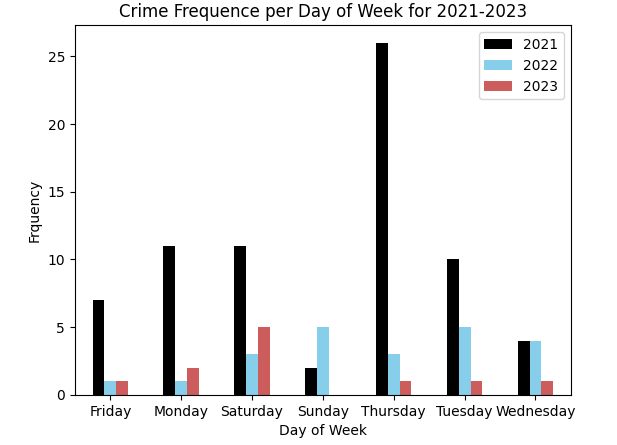 Crime Frequence per Day of Week for 2021-2023
2021
2022
2023
Frquency
25
20
15
10
5
0
Friday Monday Saturday Sunday Thursday Tuesday Wednesday
Day of Week